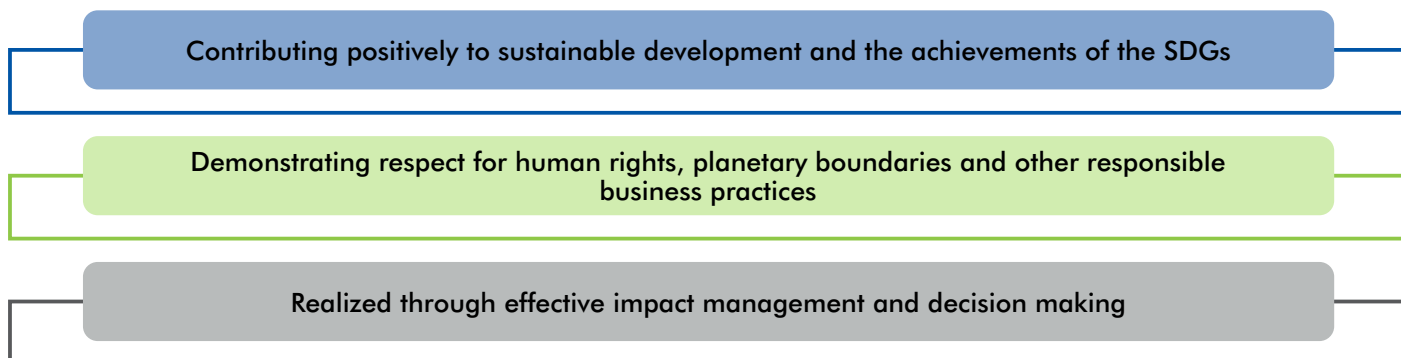 Contributing positively to sustainable development and the achievements of the SDGs
Demonstrating respect for human rights, planetary boundaries and other responsible
business practices
Realized through effective impact management and decision making